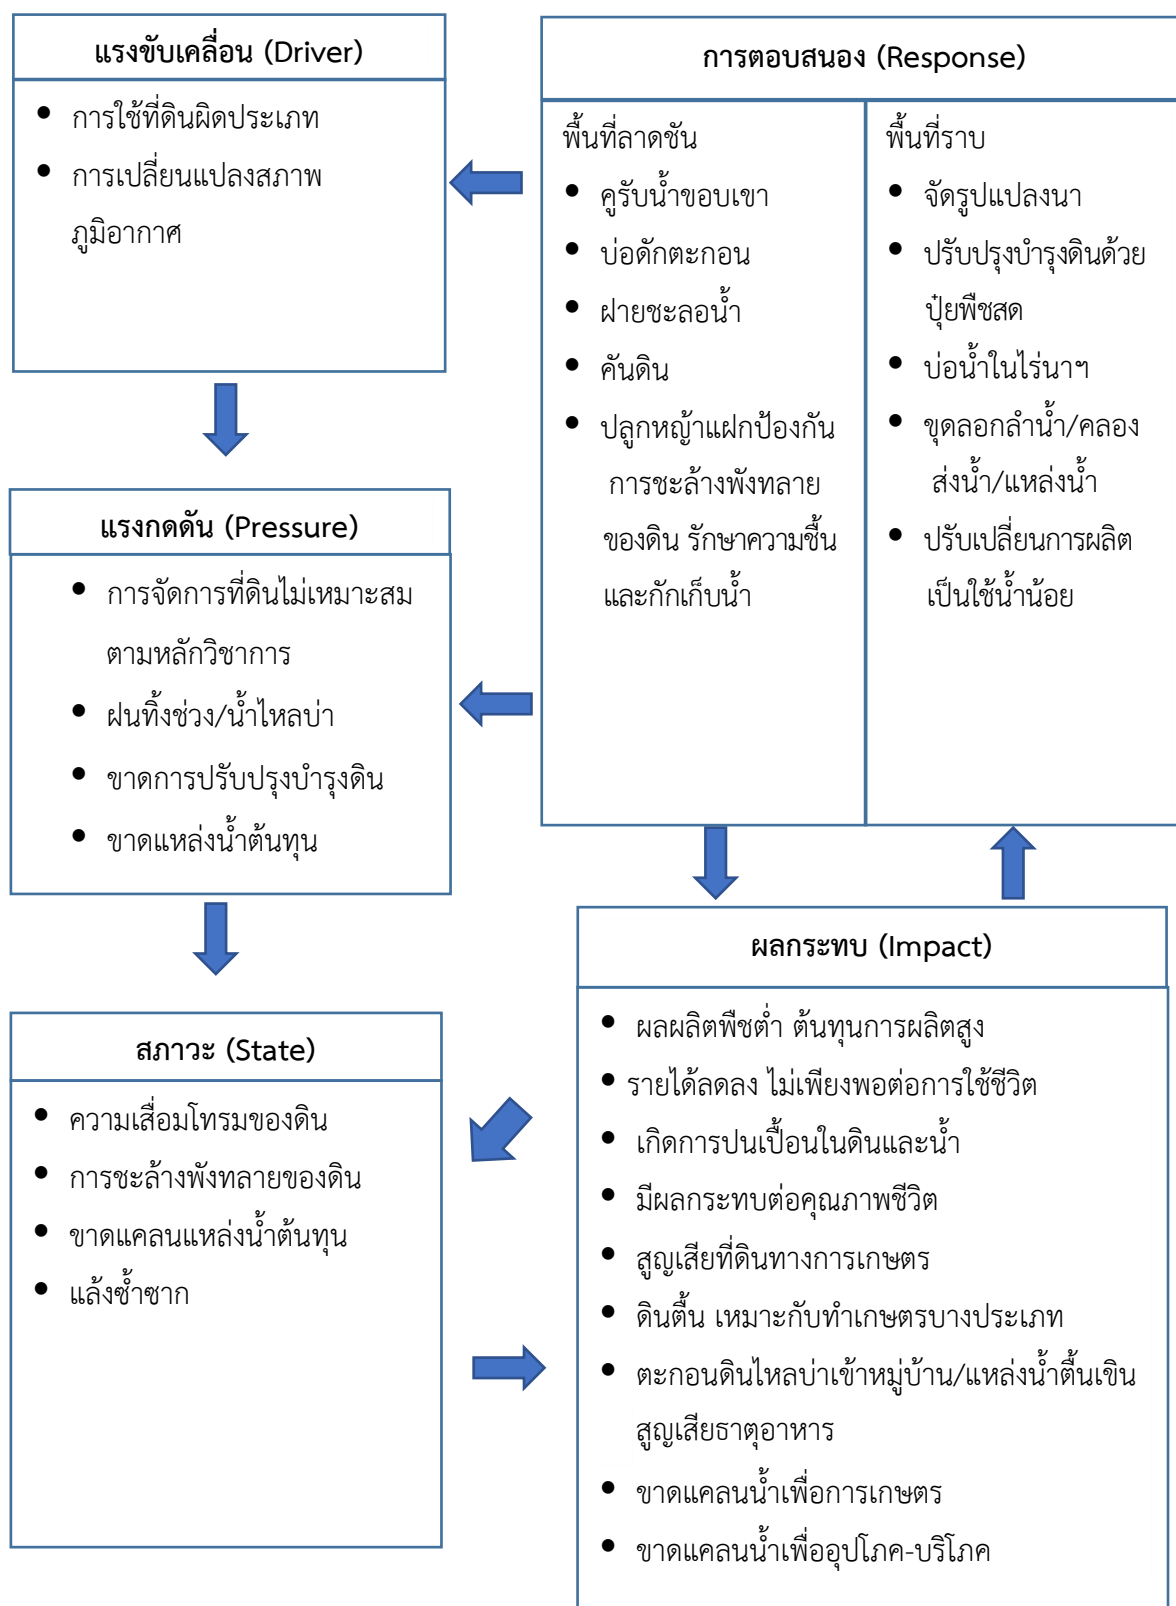 แรงขับเคลื่อน (Driver)
การใช้ที่ดินผิดประเภท
การเปลี่ยนแปลงสภาพ
ภูมิอากาศ
การตอบสนอง (Response)
พื้นที่ลาดชัน
คูรับน้ำขอบเขา
บ่อดักตะกอน
ฝายชะลอน้ำ
คันดิน
ปลูกหญ้าแฝกป้องกัน
การชะล้างพังทลาย
ของดิน รักษาความชื้น
และกักเก็บน้ำ
พื้นที่ราบ
จัดรูปแปลงนา
ปรับปรุงบำรุงดินด้วย
ปุ๋ยพืชสด
บ่อน้ำในไร่นาฯ
ขุดลอกลำน้ำ/คลอง
ส่งน้ำ/แหล่งน้ำ
ปรับเปลี่ยนการผลิต
เป็นใช้น้ำน้อย
แรงกดดัน (Pressure)
การจัดการที่ดินไม่เหมาะสม
ตามหลักวิชาการ
ฝนทิ้งช่วง/น้ำไหลบ่า
ขาดการปรับปรุงบำรุงดิน
ขาดแหล่งน้ำต้นทุน
สภาวะ (State)
ความเสื่อมโทรมของดิน
การชะล้างพังทลายของดิน
ขาดแคลนแหล่งน้ำต้นทุน
แล้งซ้ำซาก
ผลกระทบ (Impact)
ผลผลิตพืชต่ำ ต้นทุนการผลิตสูง
รายได้ลดลง ไม่เพียงพอต่อการใช้ชีวิต
เกิดการปนเปื้อนในดินและน้ำ
มีผลกระทบต่อคุณภาพชีวิต
สูญเสียที่ดินทางการเกษตร
ดินตื้น เหมาะกับทำเกษตรบางประเภท
ตะกอนดินไหลบ่าเข้าหมู่บ้าน/แหล่งน้ำตื้นเขิน
สูญเสียธาตุอาหาร
ขาดแคลนน้ำเพื่อการเกษตร
ขาดแคลนน้ำเพื่ออุปโภค-บริโภค